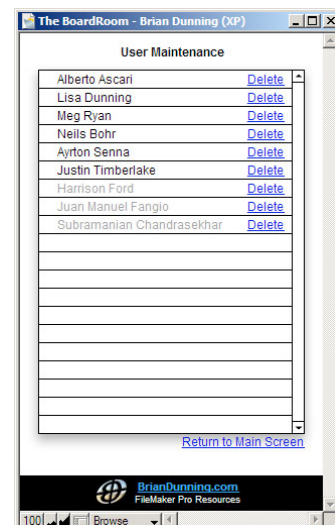 The BoardRoom - Brian Dunning (XP)
User Maintenance
Alberto Ascari Delete
Lisa Dunning Delete
Meg Ryan Delete
Neils Bohr Delete
Ayrton Senna Delete
Justin Timberlake Delete
Harrison Ford Delete
Juan Manuel Fangio Delete
Subramanian Chandrasekhar Delete
Return to Main Screen
BrianDunning.com
FileMaker Pro Resources
100 Browse